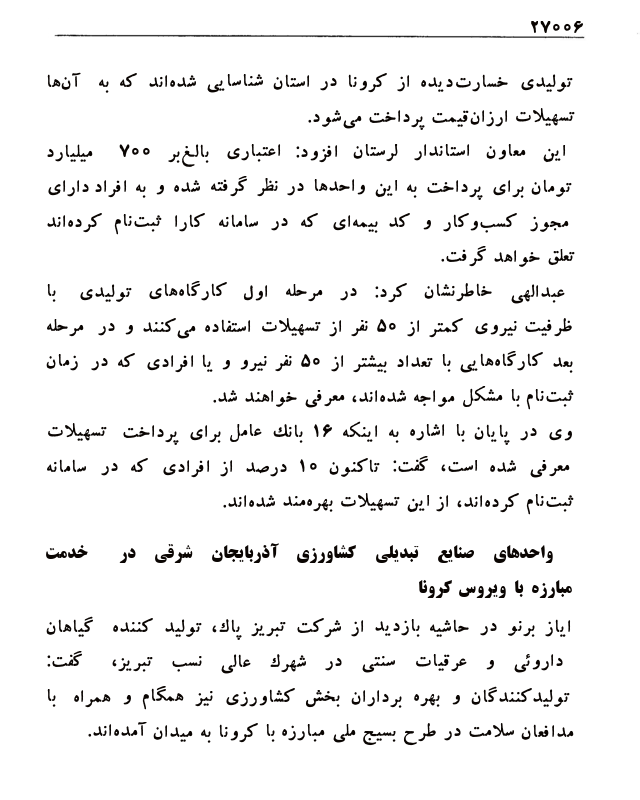 ۲۷۰۰۶
تولیدی خسارت‌دیده از کرونا در استان شناسایی شده‌اند که به آن‌ها
تسهیلات ارزان‌قیمت پرداخت می‌شود.
این معاون استاندار لرستان افزود: اعتباری بالغ‌بر ۷۰۰ میلیارد
تومان برای پرداخت به این واحدها در نظر گرفته شده و به افراد دارای
مجوز کسب‌وکار و کد بیمه‌ای که در سامانه کارا ثبت‌نام کرده‌اند
تعلق خواهد گرفت.
عبدالهی خاطرنشان کرد: در مرحله اول کارگاه‌های تولیدی با
ظرفیت نیروی کمتر از ۵۰ نفر از تسهیلات استفاده می‌کنند و در مرحله
بعد کارگاه‌هایی با تعداد بیشتر از ۵۰ نفر نیرو و یا افرادی که در زمان
ثبت‌نام با مشکل مواجه شده‌اند، معرفی خواهند شد.
وی در پایان با اشاره به اینکه ۱۶ بانك عامل برای پرداخت تسهیلات
معرفی شده است، گفت: تاکنون ۱۰ درصد از افرادی که در سامانه
ثبت‌نام کرده‌اند، از این تسهیلات بهره‌مند شده‌اند.
واحدهای صنایع تبدیلی کشاورزی آذربایجان شرقی در خدمت
مبارزه با ویروس کرونا
ایاز برنو در حاشیه بازدید از شرکت تبریز پاك، تولید کننده گیاهان
داروئی و عرقیات سنتی در شهرك عالی نسب تبریز، گفت:
تولیدکنندگان و بهره برداران بخش کشاورزی نیز همگام و همراه با
مدافعان سلامت در طرح بسیج ملی مبارزه با کرونا به میدان آمده‌اند.